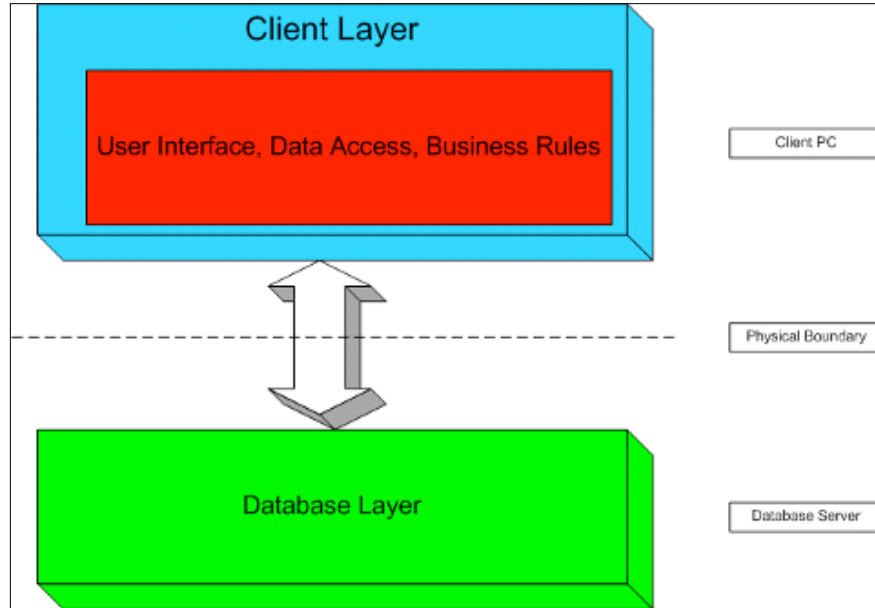 Client Layer
User Interface, Data Access, Business Rules
Client PC
Physical Boundary
Database Layer
Database Server